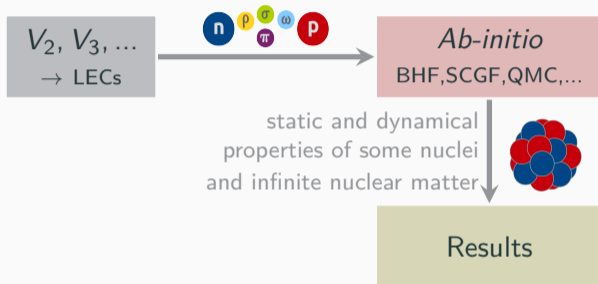 V₂, V₃, ...
→ LECs
n ρ σ ω π p
Ab-initio
BHF,SCGF,QMC,...
static and dynamical
properties of some nuclei
and infinite nuclear matter
Results